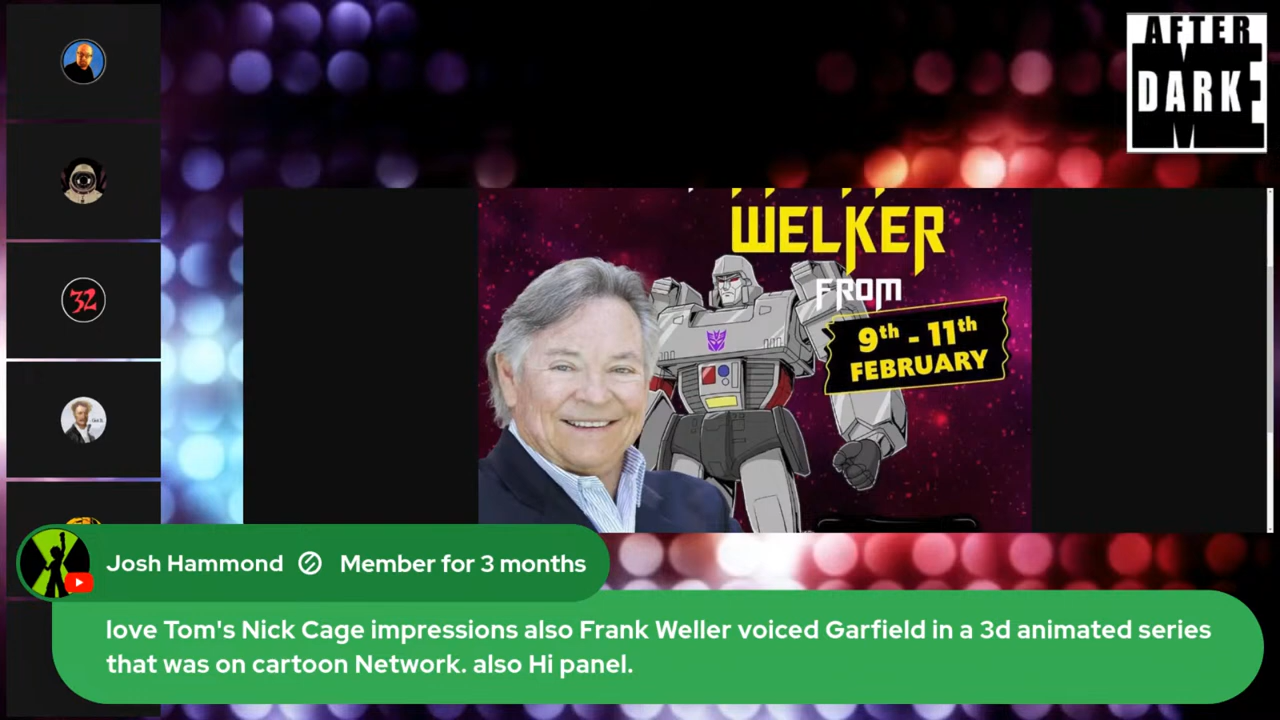 AFTER
ME
DARK
WELKER
FROM
9th - 11th
FEBRUARY
32
Josh Hammond Member for 3 months
love Tom's Nick Cage impressions also Frank Weller voiced Garfield in a 3d animated series
that was on cartoon Network. also Hi panel.